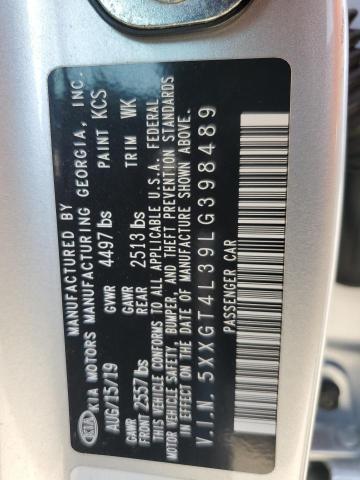 KIA
MANUFACTURED BY
KIA MOTORS MANUFACTURING GEORGIA, INC.
AUG/15/19 GVWR 4497 lbs PAINT KCS
GAWR FRONT 2557 lbs GAWR REAR 2513 lbs TRIM WK
THIS VEHICLE CONFORMS TO ALL APPLICABLE U.S.A. FEDERAL
MOTOR VEHICLE SAFETY, BUMPER, AND THEFT PREVENTION STANDARDS
IN EFFECT ON THE DATE OF MANUFACTURE SHOWN ABOVE.
V.I.N. 5XXGT4L39LG398489
PASSENGER CAR